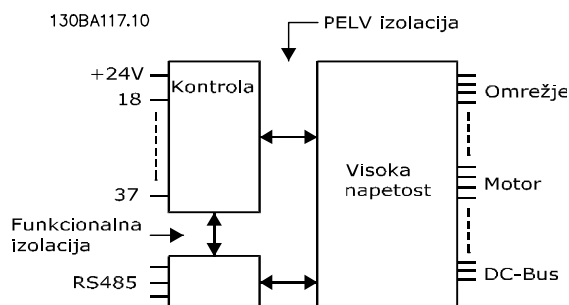 130BA117.10
PELV izolacija
+24V
Kontrola
18
Omrežje
Visoka
napetost
37
Motor
Funkcionalna
izolacija
RS485
DC-Bus